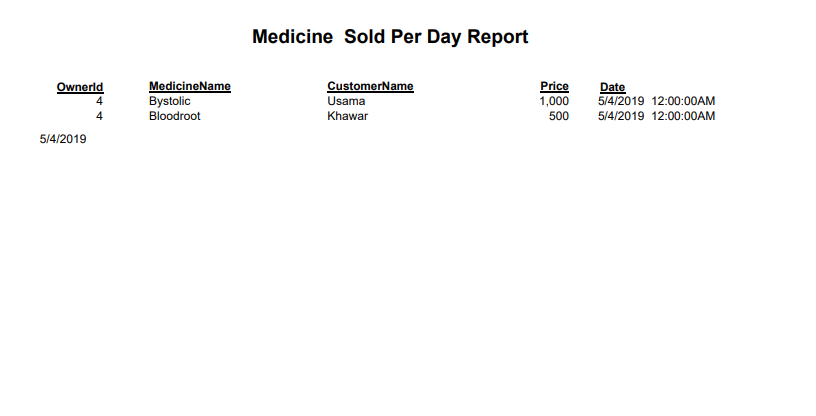 Medicine  Sold Per Day Report
OwnerId MedicineName CustomerName Price Date
4 Bystolic Usama 1,000 5/4/2019 12:00:00AM
4 Bloodroot Khawar 500 5/4/2019 12:00:00AM
5/4/2019